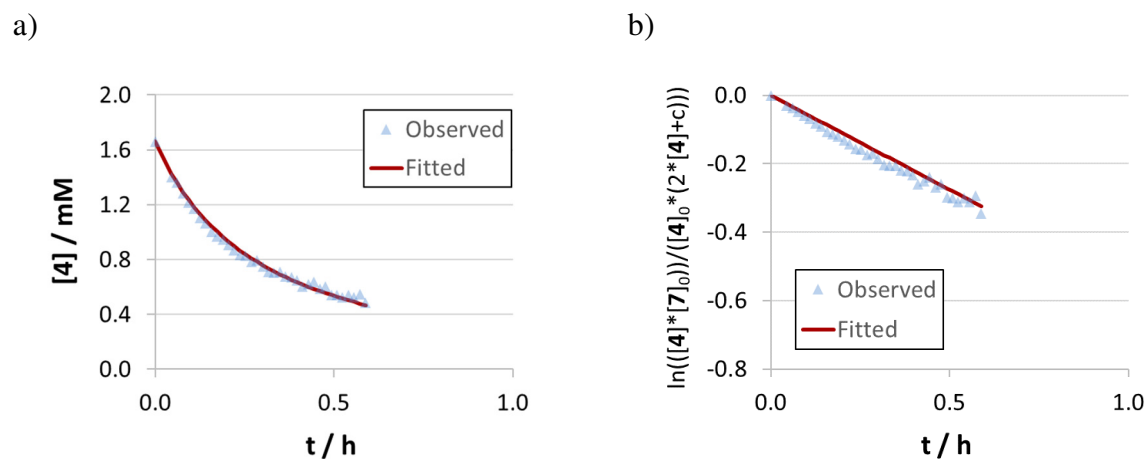 a)
2.0
1.6
1.2
0.8
0.4
0.0
[4] / mM
Observed
Fitted
0.0
0.5
1.0
t / h
b)
0.0
-0.2
-0.4
-0.6
-0.8
ln(([4]*[7]₀))/([4]₀*(2*[4]+c)))
Observed
Fitted
0.0
0.5
1.0
t / h